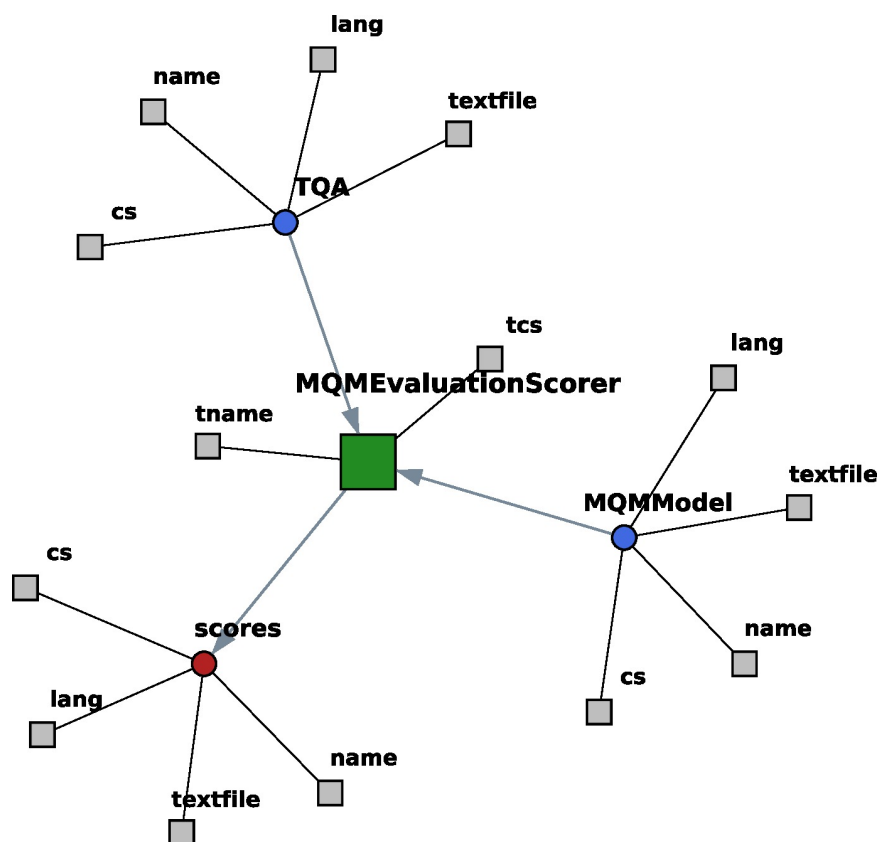 lang
name
textfile
TQA
cs
tcs
lang
MQMEvaluationScorer
tname
textfile
MQMModel
cs
scores
name
cs
lang
name
textfile